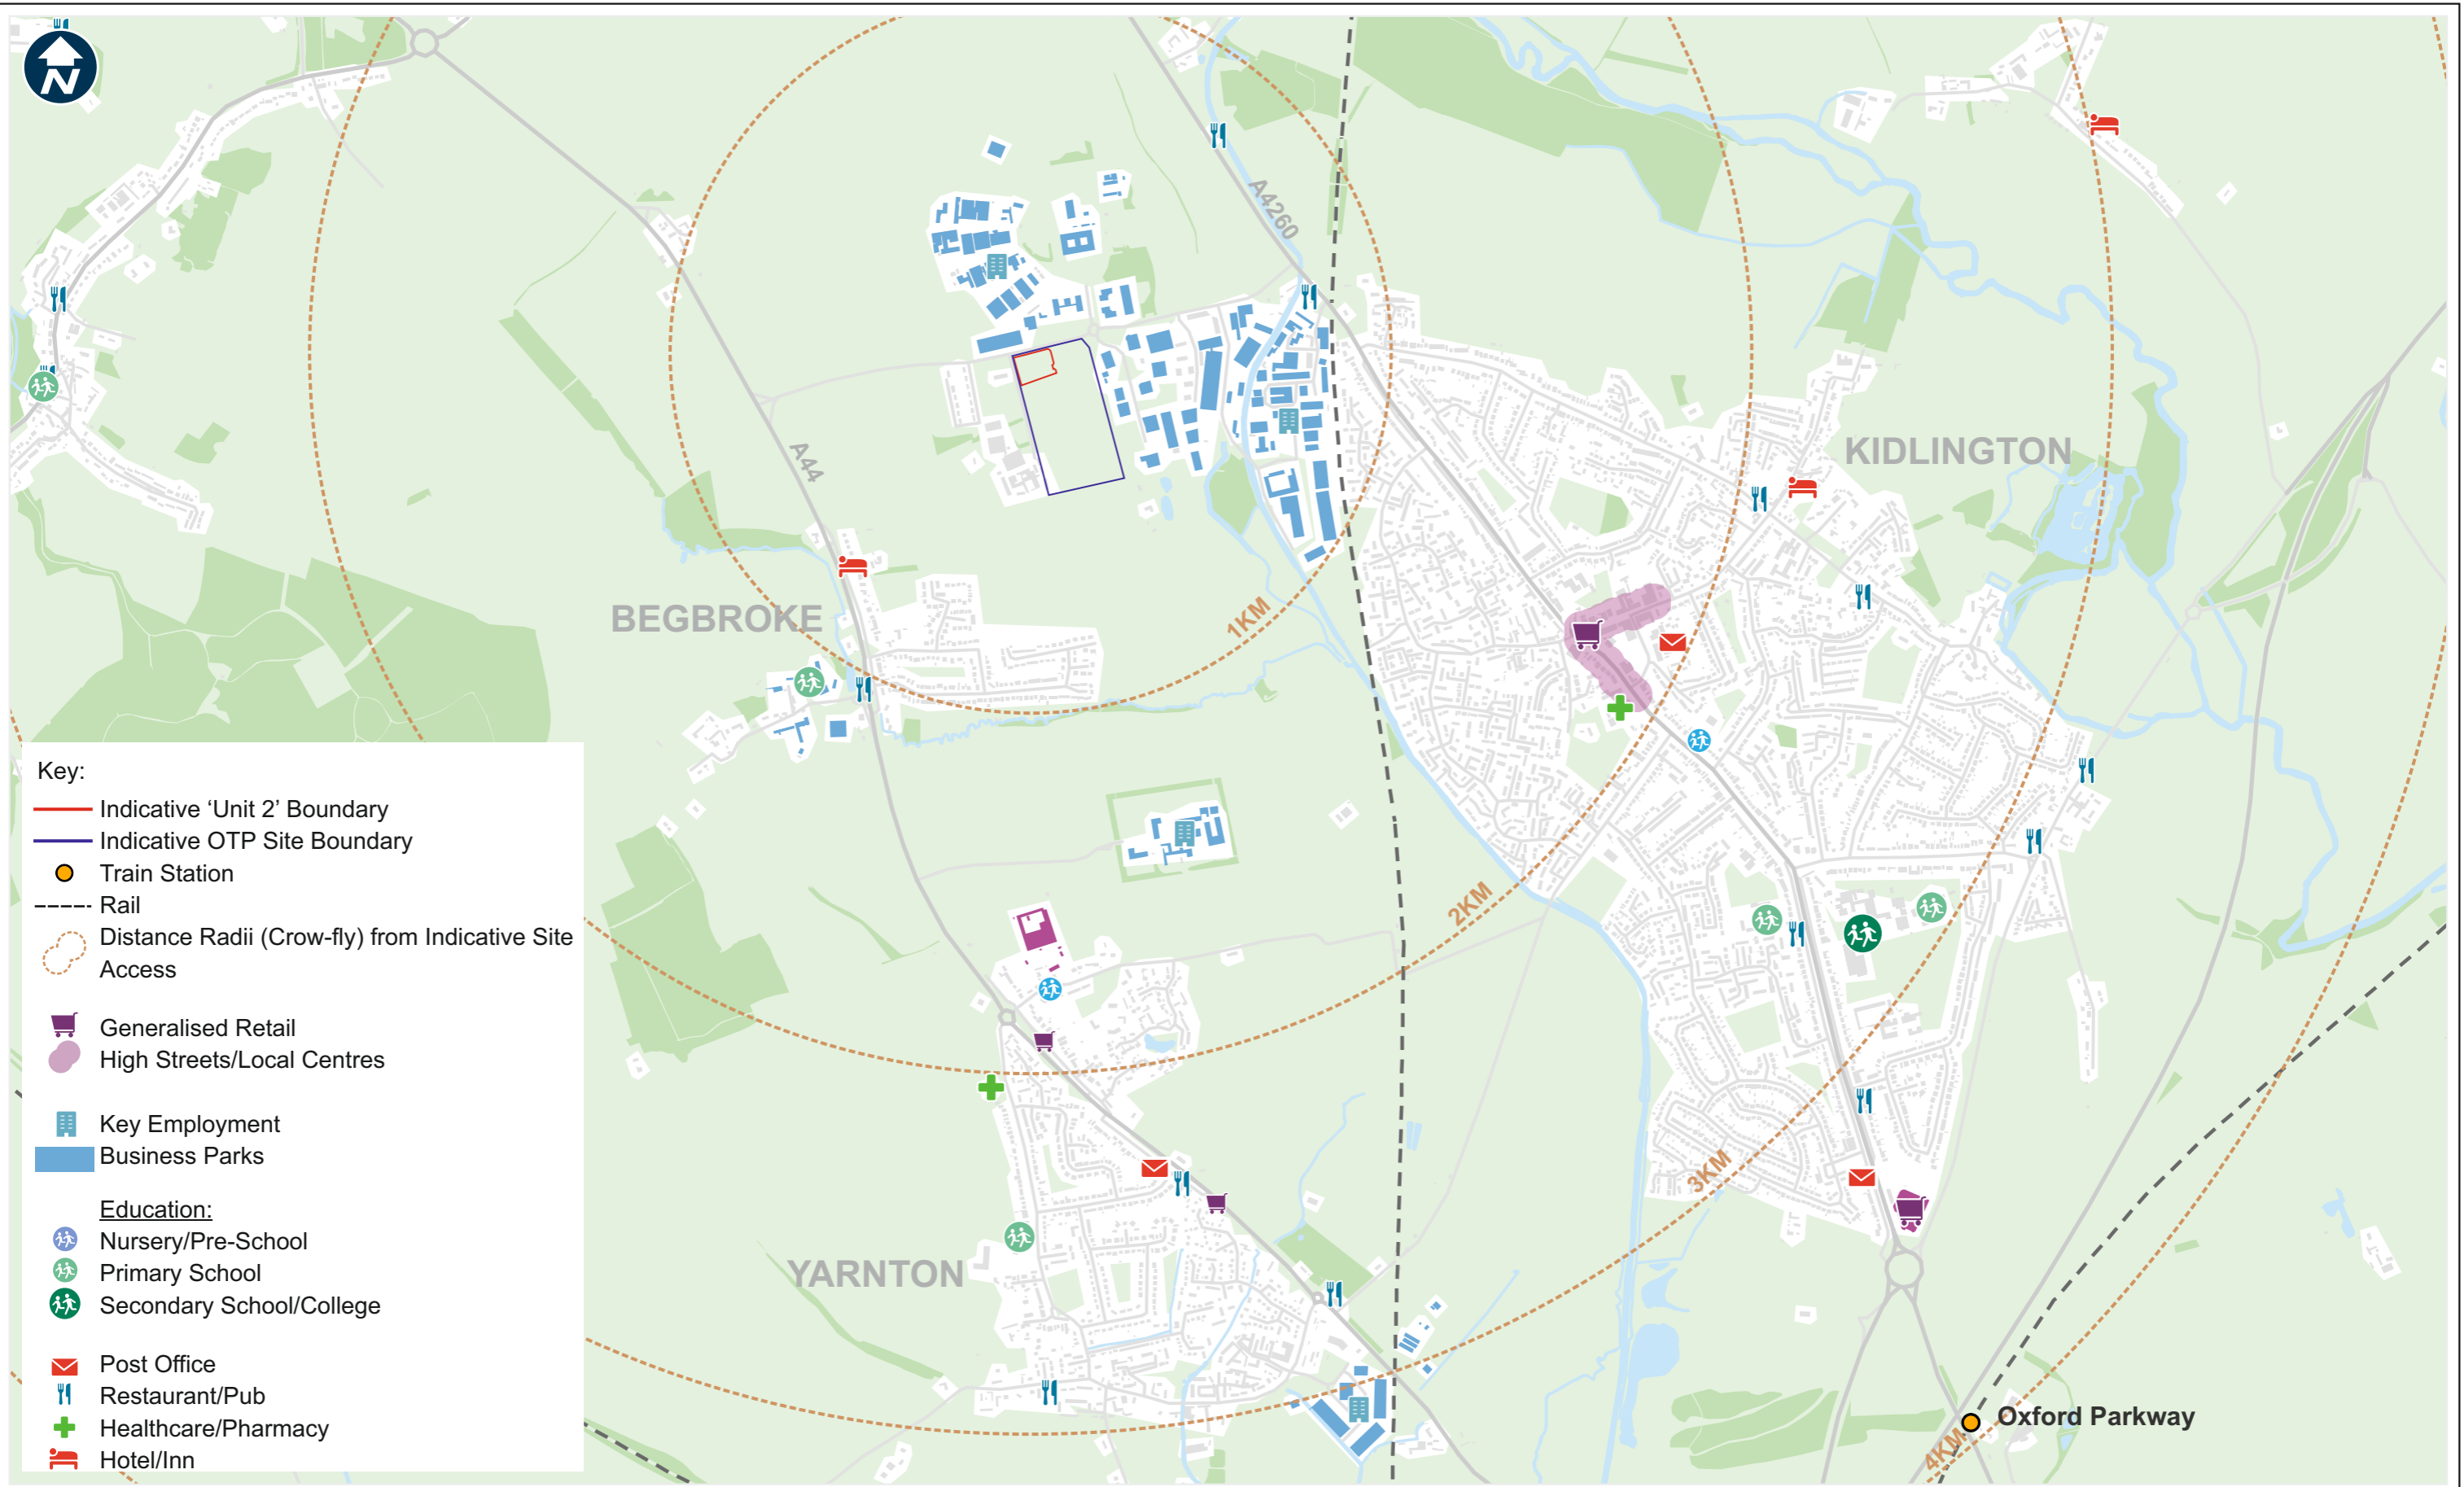 N
A4260
KIDLINGTON
A44
BEGBROKE
1KM
Key:
Indicative ‘Unit 2’ Boundary
Indicative OTP Site Boundary
Train Station
Rail
2KM
Distance Radii (Crow-fly) from Indicative Site
Access
Generalised Retail
High Streets/Local Centres
Key Employment
Business Parks
3KM
Education:
Nursery/Pre-School
YARNTON
Primary School
Secondary School/College
Post Office
Restaurant/Pub
Oxford Parkway
Healthcare/Pharmacy
4KM
Hotel/Inn